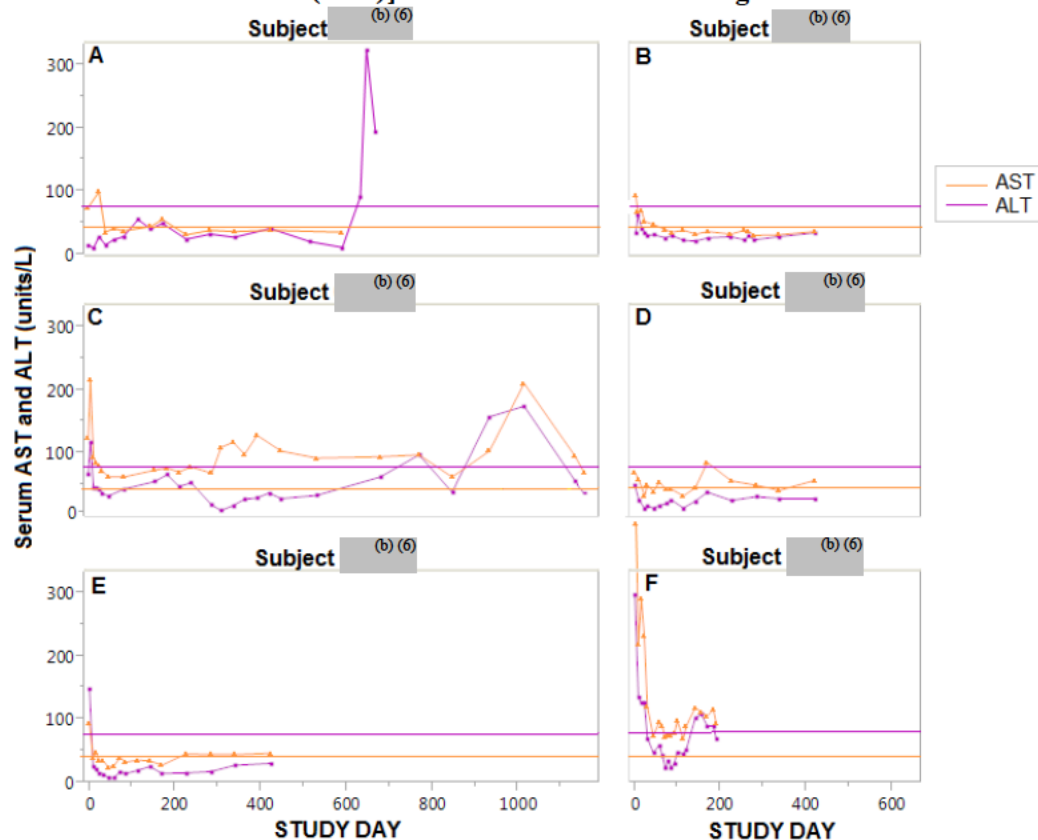 (b) (6)
Subject
(b) (6)
Subject
A
B
300
200
100
0
AST
ALT
Serum AST and ALT (units/L)
(b) (6)
Subject
(b) (6)
Subject
C
D
300
200
100
0
(b) (6)
Subject
(b) (6)
Subject
E
F
300
200
100
0
0 200 400 600 800 1000
0 200 400 600
STUDY DAY
STUDY DAY